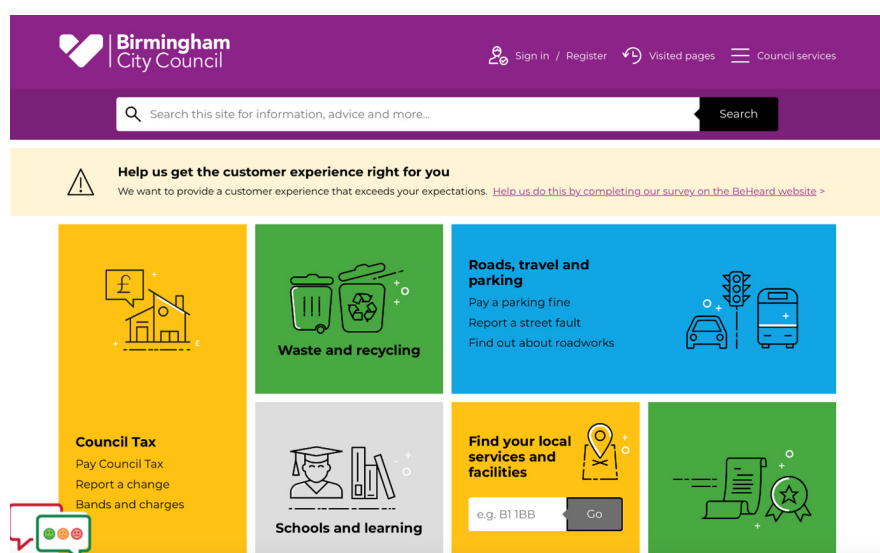 Birmingham
City Council
Sign in / Register
Visited pages
Council services
Search this site for information, advice and more...
Search
Help us get the customer experience right for you
We want to provide a customer experience that exceeds your expectations. Help us do this by completing our survey on the BeHeard website >
£
Waste and recycling
Roads, travel and
parking
Pay a parking fine
Report a street fault
Find out about roadworks
Council Tax
Pay Council Tax
Report a change
Bands and charges
Schools and learning
Find your local
services and
facilities
e.g. B1 1BB
Go